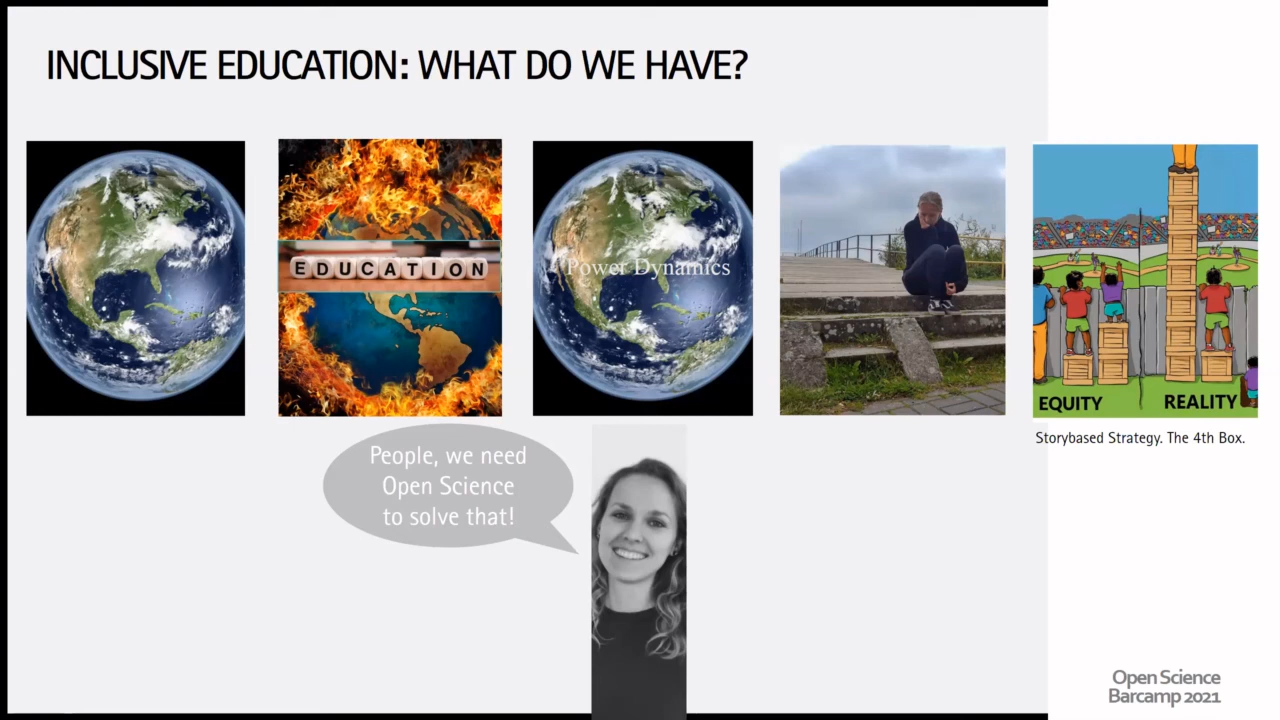 INCLUSIVE EDUCATION: WHAT DO WE HAVE?
EDUCATION
Power Dynamics
EQUITY
REALITY
Storybased Strategy. The 4th Box.
People, we need
Open Science
to solve that!
Open Science
Barcamp 2021